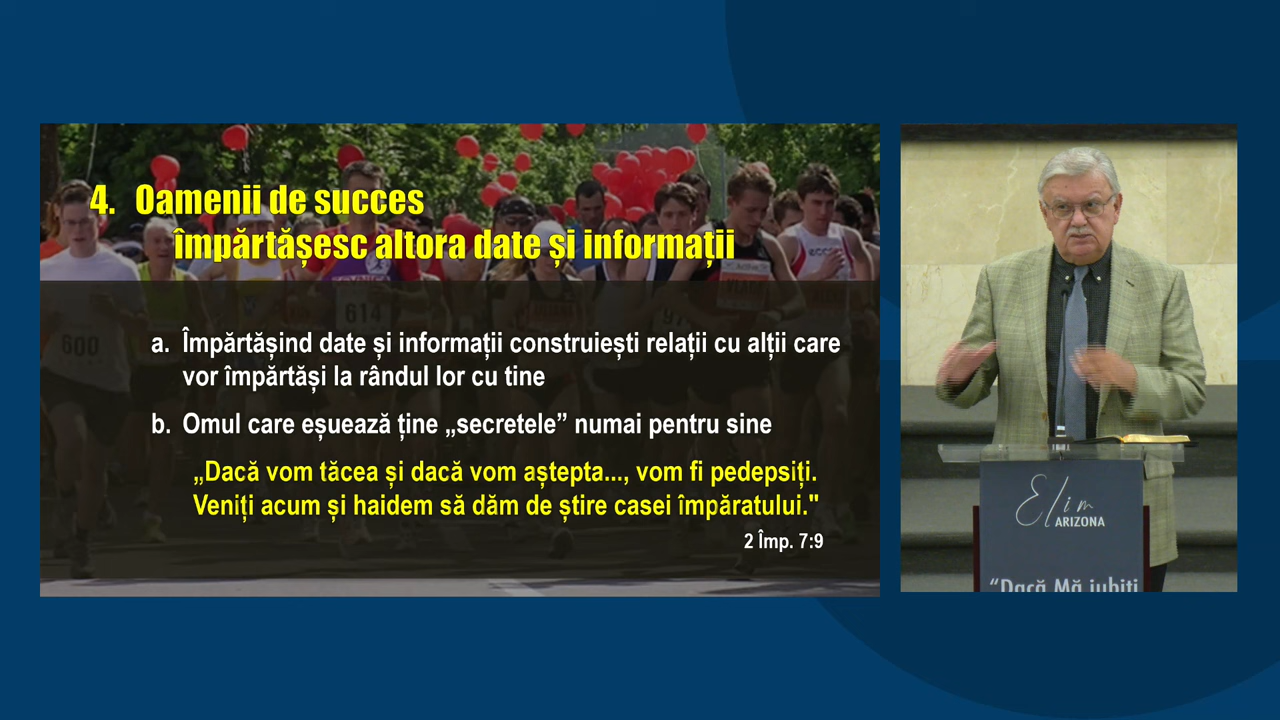 4. Oamenii de succes
împărtășesc altora date și informații
a. Împărtășind date și informații construiești relații cu alții care
vor împărtăși la rândul lor cu tine
b. Omul care eșuează ține „secretele” numai pentru sine
„Dacă vom tăcea și dacă vom aștepta..., vom fi pedepsiți.
Veniți acum și haidem să dăm de știre casei împăratului."
2 Împ. 7:9
600
614
Elim
ARIZONA
“Dacă Mă iubiți